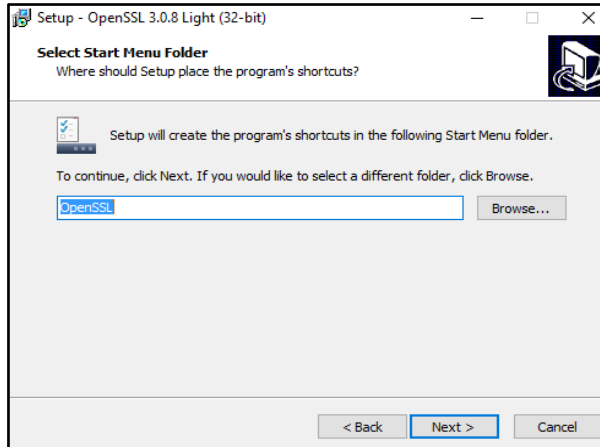 Setup - OpenSSL 3.0.8 Light (32-bit)
Select Start Menu Folder
Where should Setup place the program's shortcuts?
Setup will create the program's shortcuts in the following Start Menu folder.
To continue, click Next. If you would like to select a different folder, click Browse.
OpenSSL
Browse...
< Back
Next >
Cancel